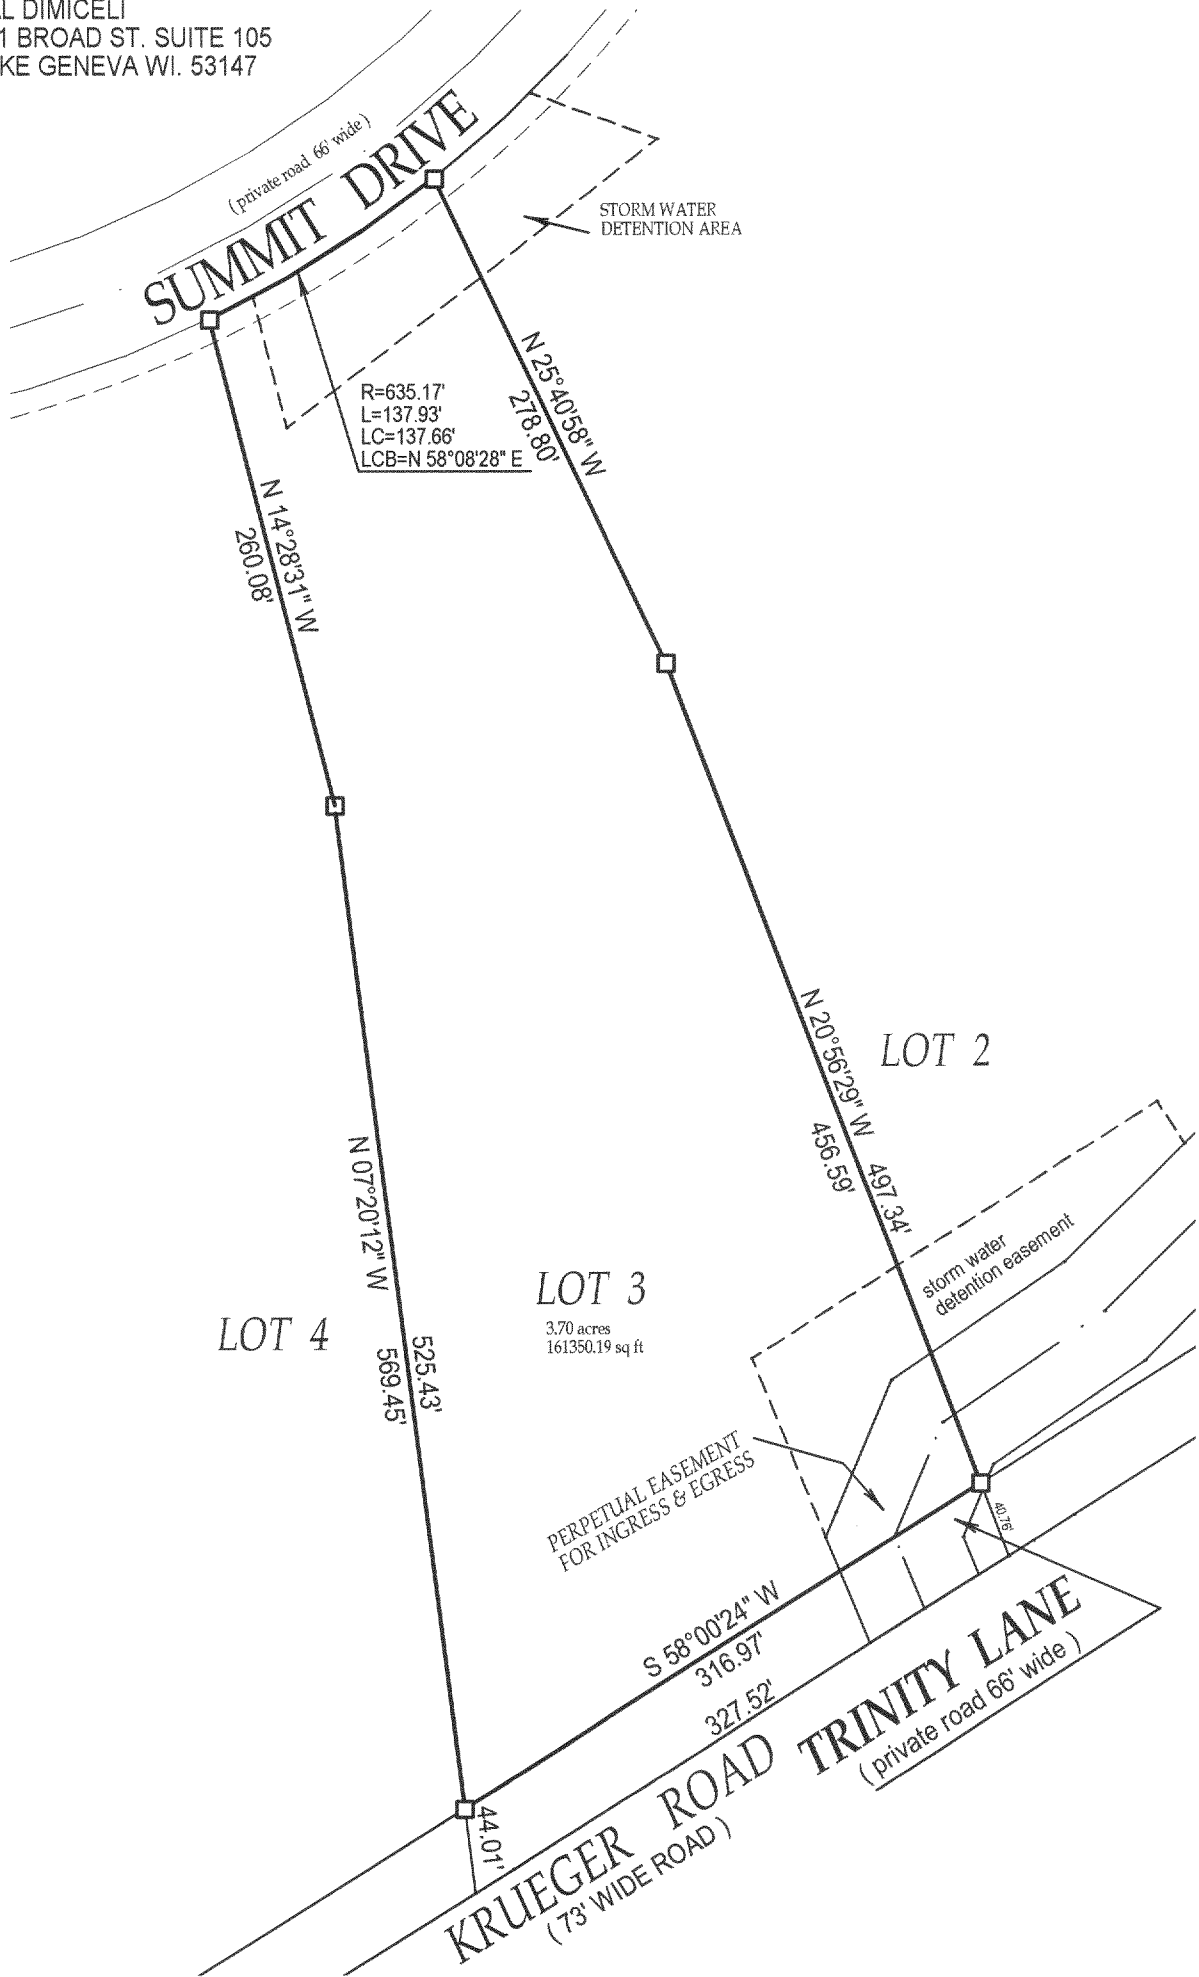 L DIMICELI
1 BROAD ST. SUITE 105
KE GENEVA WI. 53147
( private road 66' wide )
SUMMIT DRIVE
STORM WATER
DETENTION AREA
R=635.17'
L=137.93'
LC=137.66'
LCB=N 58°08'28" E
N 25°40'58" W
278.80'
N 14°28'31" W
260.08'
N 20°56'29" W 497.34'
456.59'
LOT 2
N 07°20'12" W
525.43'
569.45'
storm water
detention easement
LOT 3
3.70 acres
161350.19 sq ft
LOT 4
PERPETUAL EASEMENT
FOR INGRESS & EGRESS
40.76'
S 58°00'24" W
316.97'
327.52'
TRINITY LANE
( private road 66' wide )
44.01'
KRUEGER ROAD
( 73' WIDE ROAD )